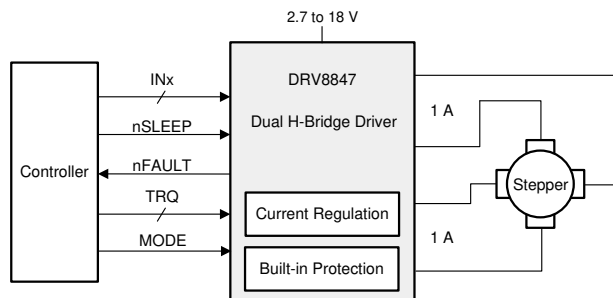 2.7 to 18 V
Controller
INx
nSLEEP
nFAULT
TRQ
MODE
DRV8847
Dual H-Bridge Driver
Current Regulation
Built-in Protection
1 A
1 A
Stepper